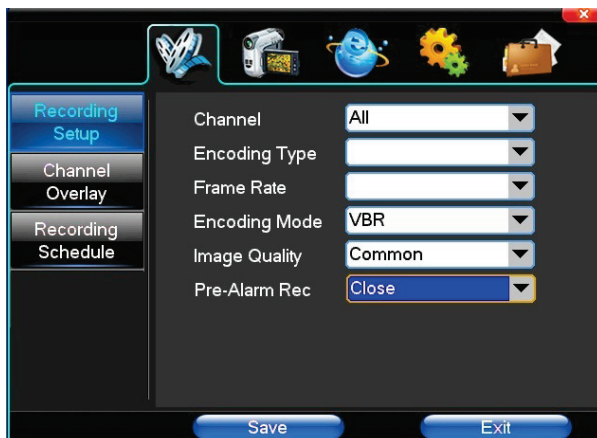 Recording
Setup
Channel
Overlay
Recording
Schedule
Channel All
Encoding Type
Frame Rate
Encoding Mode VBR
Image Quality Common
Pre-Alarm Rec Close
Save Exit